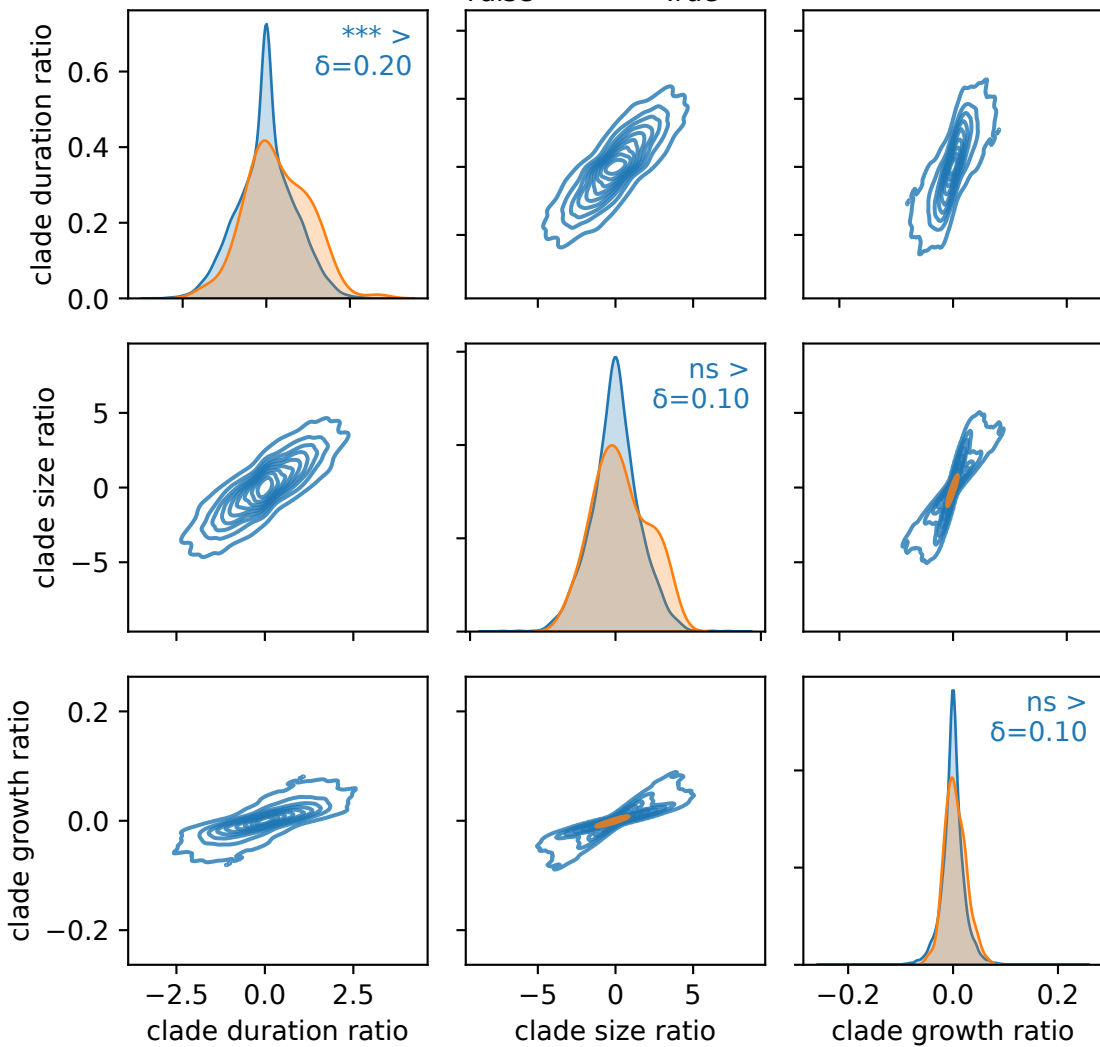 *** >
δ=0.20
clade duration ratio
0.6
0.4
0.2
0.0
ns >
δ=0.10
clade size ratio
5
0
−5
ns >
δ=0.10
clade growth ratio
0.2
0.0
−0.2
−2.5 0.0 2.5
−5 0 5
−0.2 0.0 0.2
clade duration ratio
clade size ratio
clade growth ratio